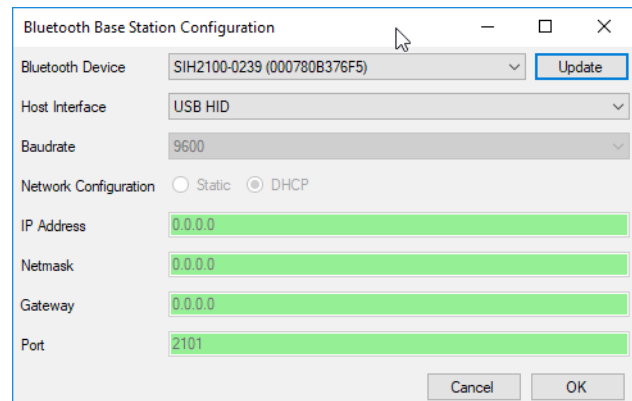 Bluetooth Base Station Configuration
Bluetooth Device SIH2100-0239 (000780B376F5) Update
Host Interface USB HID
Baudrate 9600
Network Configuration Static DHCP
IP Address 0.0.0.0
Netmask 0.0.0.0
Gateway 0.0.0.0
Port 2101
Cancel OK